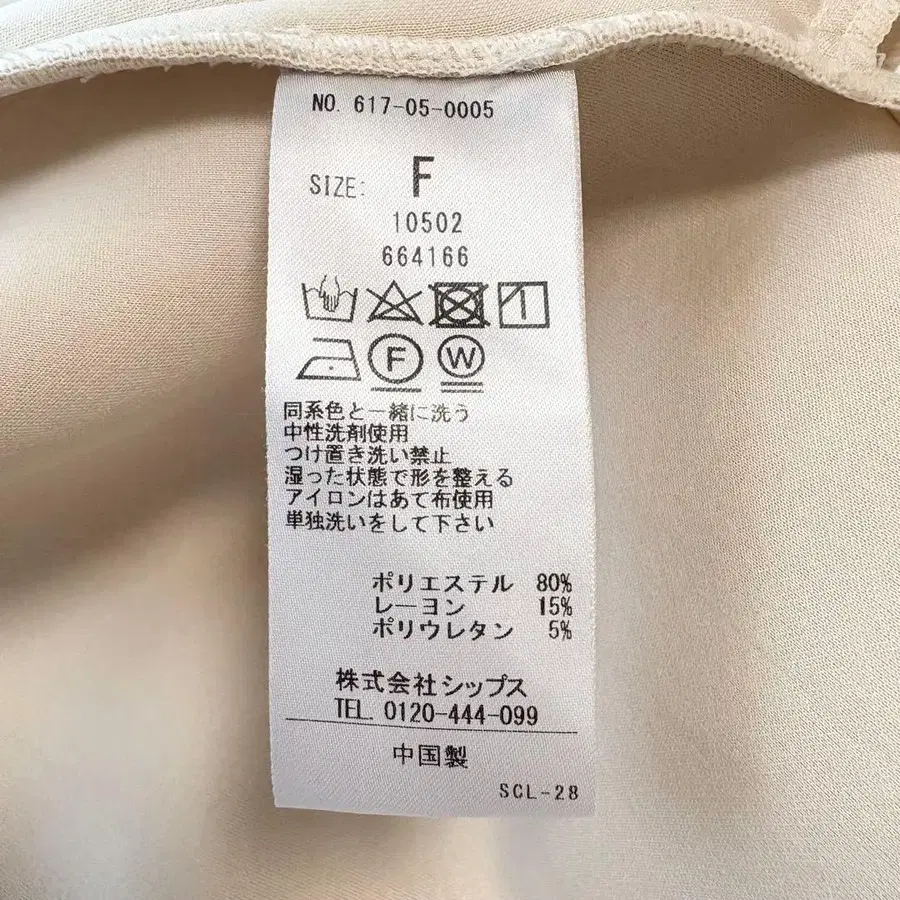 NO. 617-05-0005
SIZE: F
10502
664166
F W
同系色と一緒に洗う
中性洗剤使用
つけ置き洗い禁止
湿った状態で形を整える
アイロンはあて布使用
単独洗いをして下さい
ポリエステル 80%
レーヨン 15%
ポリウレタン 5%
株式会社シップス
TEL. 0120-444-099
中国製
SCL-28